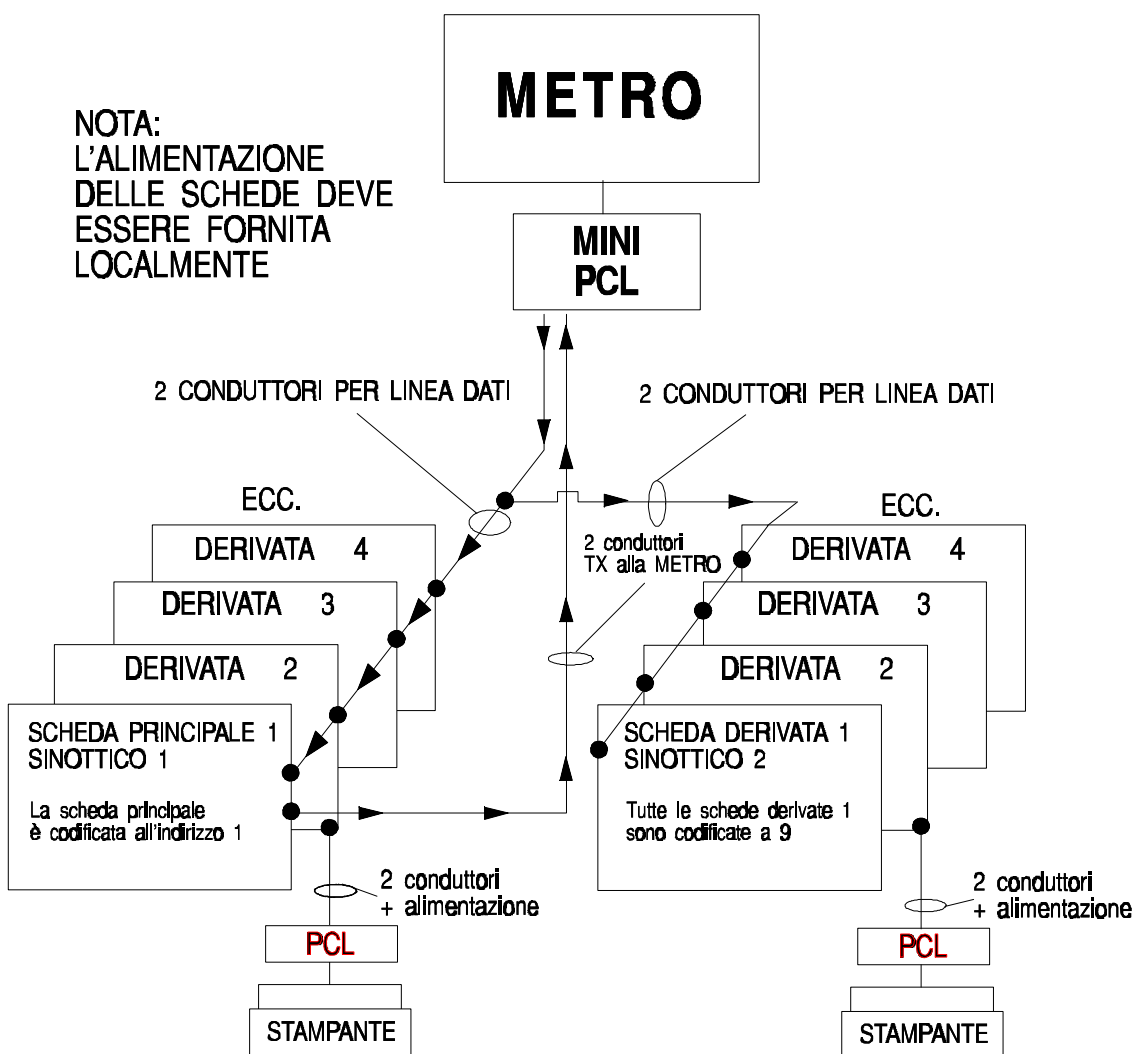 METRO
NOTA:
L'ALIMENTAZIONE
DELLE SCHEDE DEVE
ESSERE FORNITA
LOCALMENTE
MINI
PCL
2 CONDUTTORI PER LINEA DATI
2 CONDUTTORI PER LINEA DATI
ECC.
DERIVATA 4
DERIVATA 3
DERIVATA 2
SCHEDA PRINCIPALE 1
SINOTTICO 1
La scheda principale
è codificata all'indirizzo 1
2 conduttori
TX alla METRO
ECC.
DERIVATA 4
DERIVATA 3
DERIVATA 2
SCHEDA DERIVATA 1
SINOTTICO 2
Tutte le schede derivate 1
sono codificate a 9
2 conduttori
+ alimentazione
PCL
STAMPANTE
2 conduttori
+ alimentazione
PCL
STAMPANTE